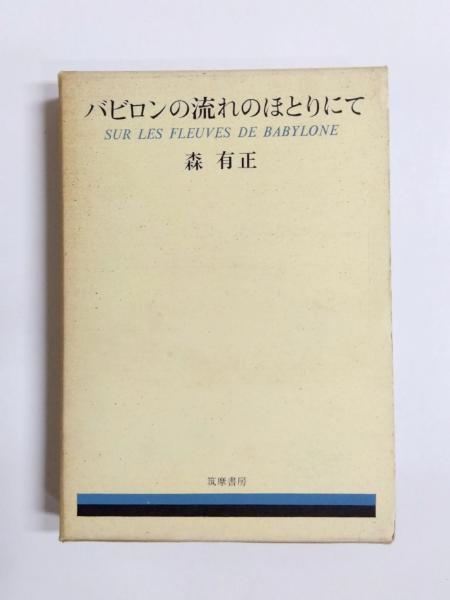 バビロンの流れのほとりにて
SUR LES FLEUVES DE BABYLONE
森 有正
筑摩書房